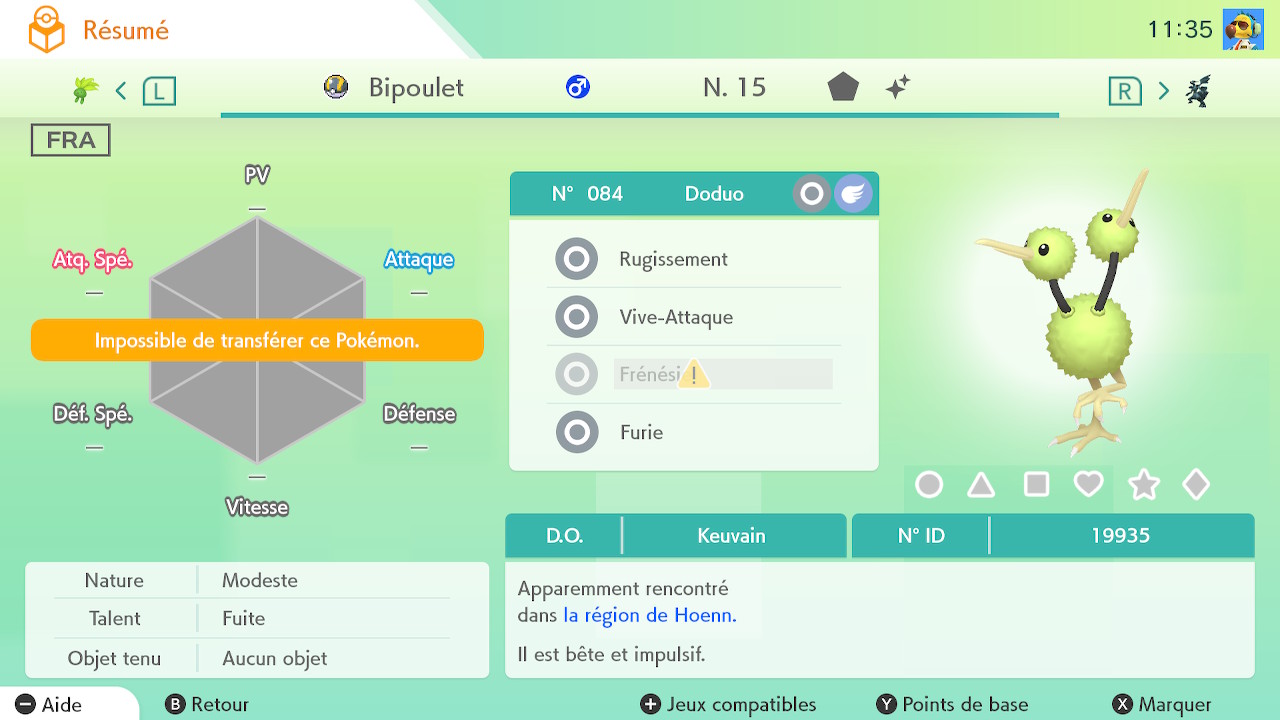 Résumé
11:35
L
Bipoulet
N. 15
R
FRA
PV
—
Atq. Spé.
—
Attaque
—
Impossible de transférer ce Pokémon.
Déf. Spé.
—
Défense
—
—
Vitesse
N° 084 Doduo
Rugissement
Vive-Attaque
Frénési
!
Furie
D.O. Keuvain N° ID 19935
Nature Modeste
Talent Fuite
Objet tenu Aucun objet
Apparemment rencontré
dans la région de Hoenn.
Il est bête et impulsif.
Aide
B Retour
Jeux compatibles
Y Points de base
X Marquer